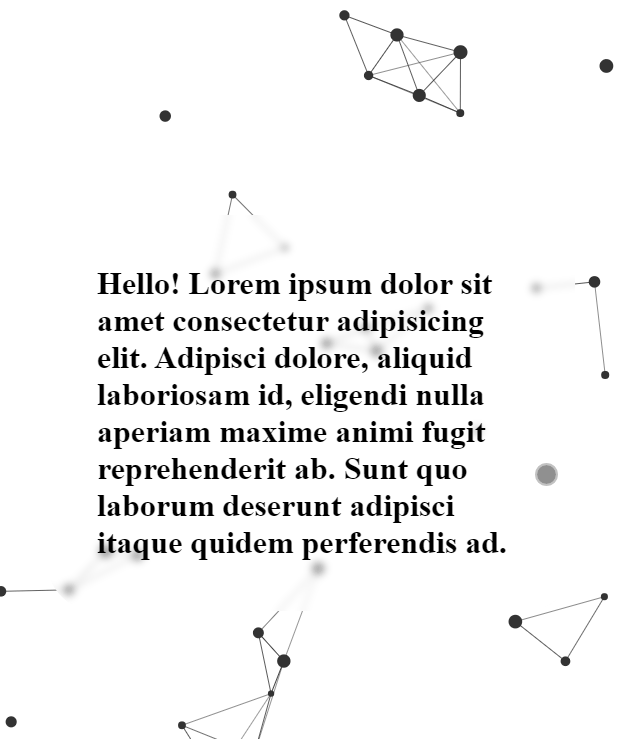 Hello! Lorem ipsum dolor sit
amet consectetur adipisicing
elit. Adipisci dolore, aliquid
laboriosam id, eligendi nulla
aperiam maxime animi fugit
reprehenderit ab. Sunt quo
laborum deserunt adipisci
itaque quidem perferendis ad.